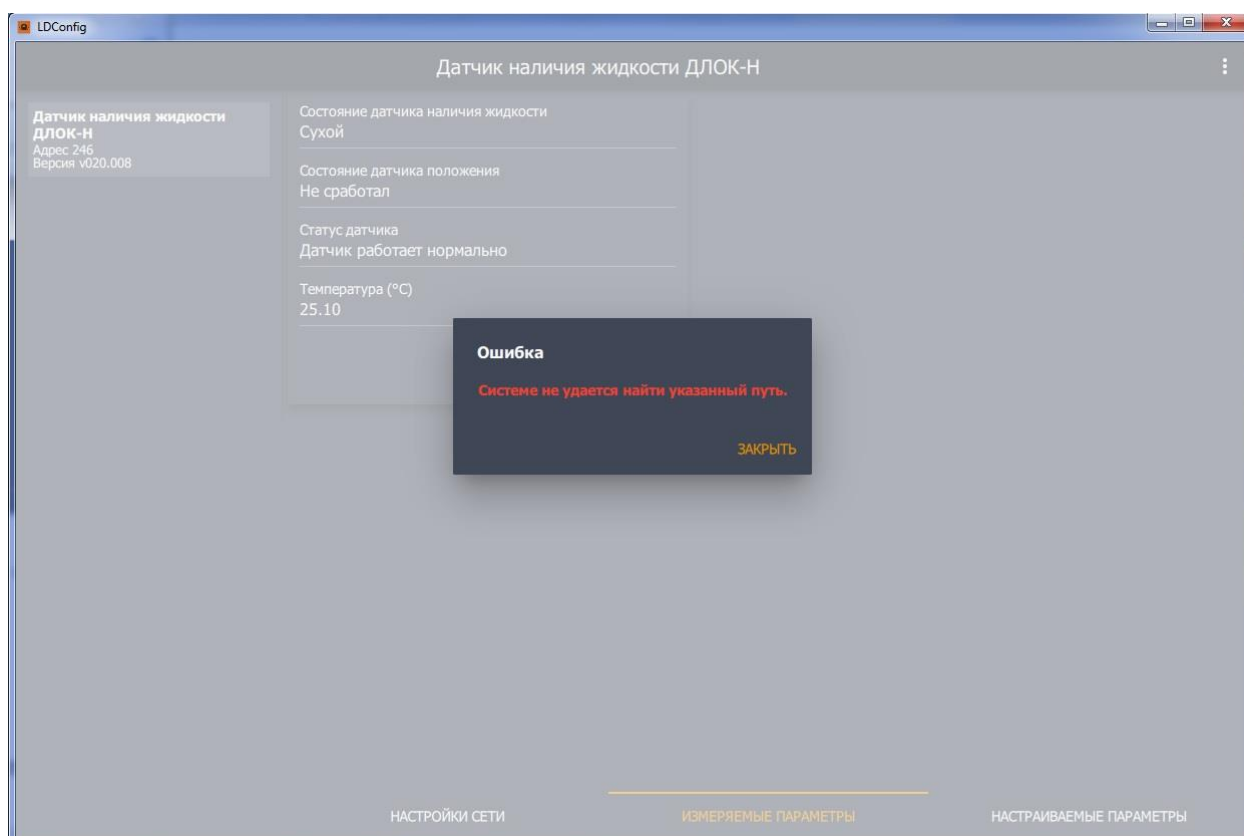 LDConfig
Датчик наличия жидкости ДЛОК-Н
Датчик наличия жидкости
ДЛОК-Н
Адрес 246
Версия v020.008
Состояние датчика наличия жидкости
Сухой
Состояние датчика положения
Не сработал
Статус датчика
Датчик работает нормально
Температура (°C)
25.10
Ошибка
Системе не удается найти указанный путь.
ЗАКРЫТЬ
НАСТРОЙКИ СЕТИ
ИЗМЕРЯЕМЫЕ ПАРАМЕТРЫ
НАСТРАИВАЕМЫЕ ПАРАМЕТРЫ